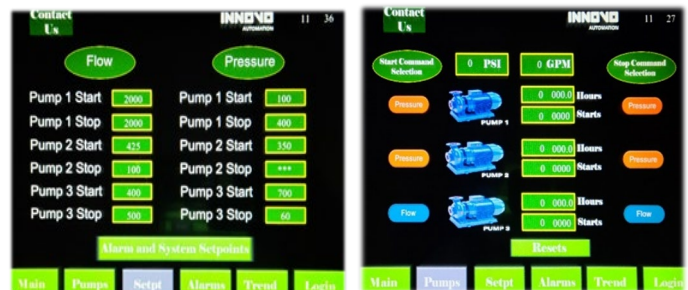 Contact
Us
INNOVO
AUTOMATION
11 36
Flow
Pressure
Pump 1 Start 2000
Pump 1 Start 100
Pump 1 Stop 2000
Pump 1 Stop 400
Pump 2 Start 425
Pump 2 Start 350
Pump 2 Stop 100
Pump 2 Stop ***
Pump 3 Start 400
Pump 3 Start 700
Pump 3 Stop 500
Pump 3 Stop 60
Alarm and System Setpoints
Main Pumps Setpt Alarms Trend Login
Contact
Us
INNOVO
AUTOMATION
11 27
Start Command
Selection
0 PSI
0 GPM
Stop Command
Selection
Pressure
PUMP 1
0 000.0 Hours
0 0000 Starts
Pressure
Pressure
PUMP 2
0 000.0 Hours
0 0000 Starts
Pressure
Flow
PUMP 3
0 000.0 Hours
0 0000 Starts
Flow
Resets
Main Pumps Setpt Alarms Trend Login